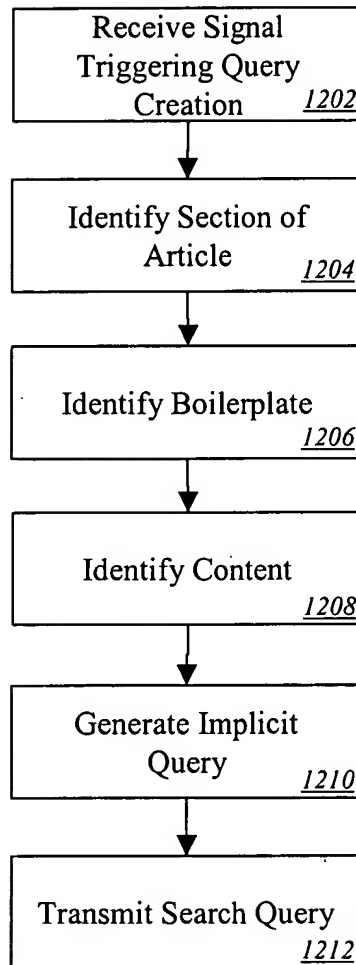 Receive Signal
Triggering Query
Creation 1202
Identify Section of
Article
1204
Identify Boilerplate
1206
Identify Content
1208
Generate Implicit
Query
1210
Transmit Search Query
1212